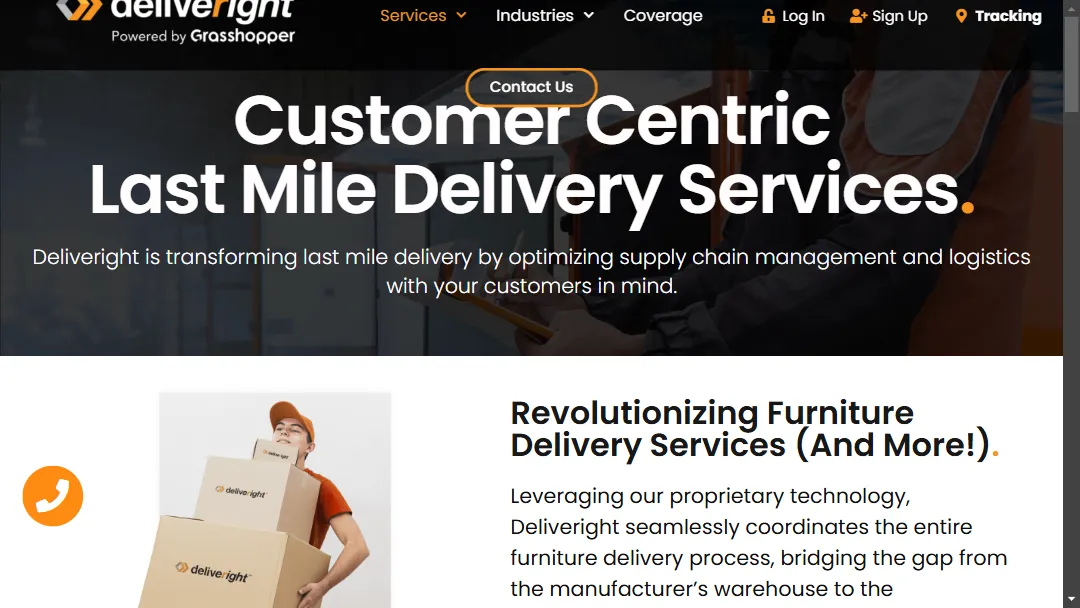 deliveright
Powered by Grasshopper
Services
Industries
Coverage
Log In
Sign Up
Tracking
Contact Us
Customer Centric
Last Mile Delivery Services.
Deliveright is transforming last mile delivery by optimizing supply chain management and logistics
with your customers in mind.
deliveright
deliveright
deliveright
Revolutionizing Furniture
Delivery Services (And More!).
Leveraging our proprietary technology,
Deliveright seamlessly coordinates the entire
furniture delivery process, bridging the gap from
the manufacturer’s warehouse to the